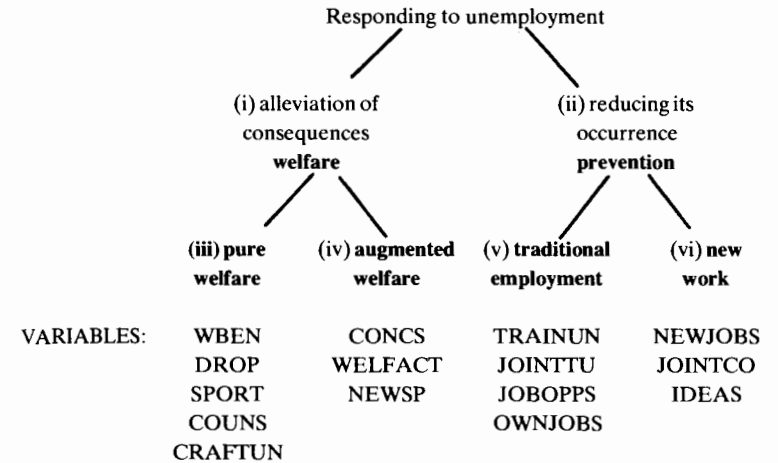 Responding to unemployment
(i) alleviation of (ii) reducing its
consequences occurrence
welfare prevention
(iii) pure (iv) augmented (v) traditional (vi) new
welfare welfare employment work
VARIABLES: WBEN CONCS TRAINUN NEWJOBS
DROP WELFACT JOINTTU JOINTCO
SPORT NEWSP JOBOPPS IDEAS
COUNS OWNJOBS
CRAFTUN